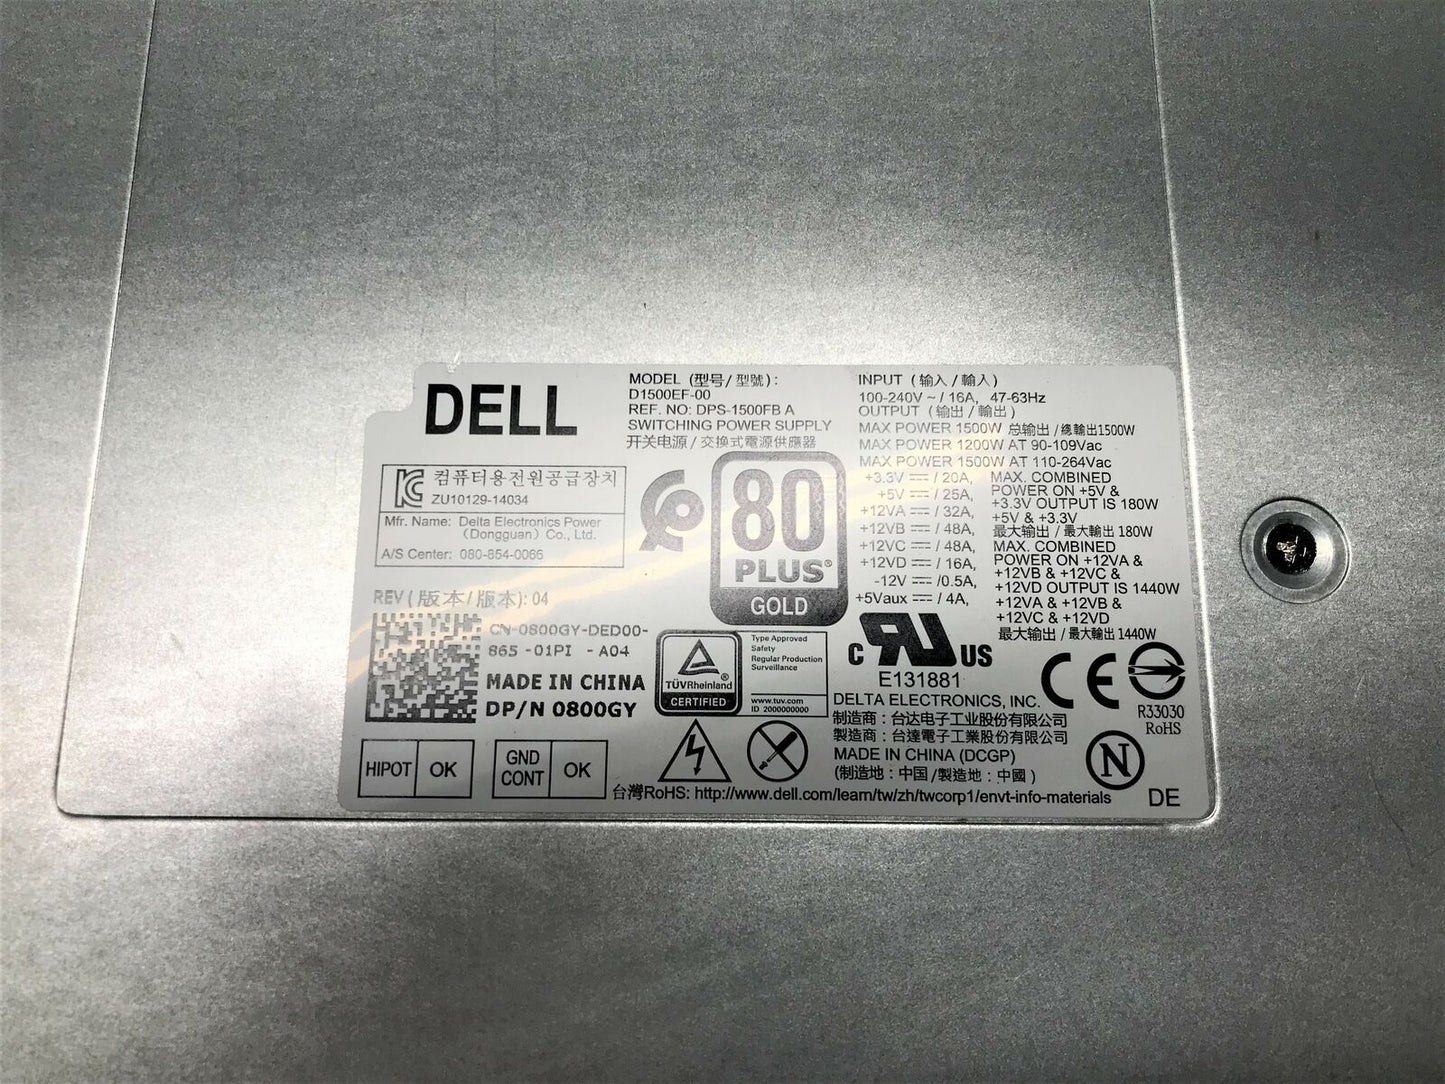 DELL
MODEL (型号/型號):
D1500EF-00
REF. NO: DPS-1500FB A
SWITCHING POWER SUPPLY
开关电源 / 交换式電源供應器
컴퓨터용전원공급장치
ZU10129-14034
Mfr. Name: Delta Electronics Power
(Dongguan) Co., Ltd.
A/S Center: 080-854-0066
80
PLUS®
GOLD
REV (版本/版本): 04
CN-0800GY-DED00-
865 -01PI - A04
MADE IN CHINA
DP/N 0800GY
HIPOT OK
GND CONT OK
TÜVRheinland®
CERTIFIED
Type Approved
Safety
Regular Production
Surveillance
www.tuv.com
ID 2000000000
INPUT (输入 / 輸入)
100-240V ~ / 16A, 47-63Hz
OUTPUT (输出 / 輸出)
MAX POWER 1500W 总输出 / 總輸出1500W
MAX POWER 1200W AT 90-109Vac
MAX POWER 1500W AT 110-264Vac
+3.3V ⎓ / 20A,
+5V ⎓ / 25A,
+12VA ⎓ / 32A,
+12VB ⎓ / 48A,
+12VC ⎓ / 48A,
+12VD ⎓ / 16A,
-12V ⎓ /0.5A,
+5Vaux ⎓ / 4A,
MAX. COMBINED
POWER ON +5V &
+3.3V OUTPUT IS 180W
+5V & +3.3V
最大输出 / 最大輸出 180W
MAX. COMBINED
POWER ON +12VA &
+12VB & +12VC &
+12VD OUTPUT IS 1440W
+12VA & +12VB &
+12VC & +12VD
最大输出 / 最大輸出 1440W
c RU US
E131881
DELTA ELECTRONICS, INC.
制造商：台达电子工业股份有限公司
製造商：台達電子工業股份有限公司
MADE IN CHINA (DCGP)
(制造地：中国 /製造地：中國 )
CE
R33030
RoHS
N
台灣RoHS: http://www.dell.com/learn/tw/zh/twcorp1/envt-info-materials
DE